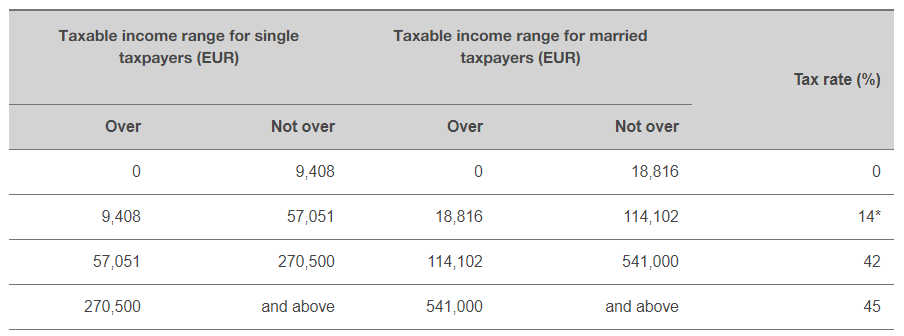 Taxable income range for single taxpayers (EUR) Taxable income range for married taxpayers (EUR) Tax rate (%)
Over Not over Over Not over
0 9,408 0 18,816 0
9,408 57,051 18,816 114,102 14*
57,051 270,500 114,102 541,000 42
270,500 and above 541,000 and above 45